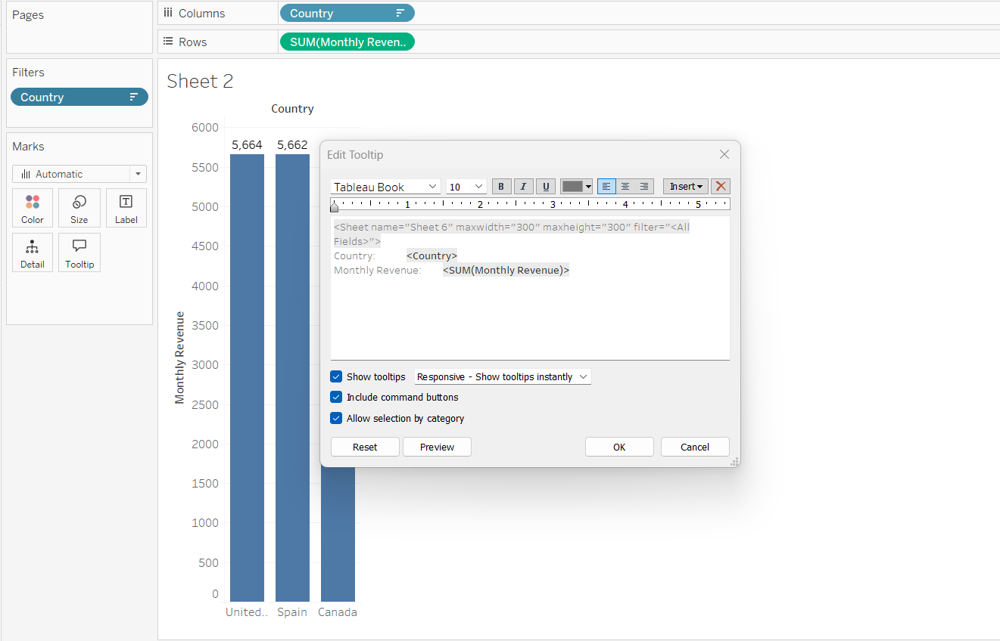 Pages
Columns
Country
Rows
SUM(Monthly Reven..
Filters
Country
Marks
Automatic
Color
Size
Label
Detail
Tooltip
Sheet 2
Country
6000
5500
5000
4500
4000
3500
3000
2500
2000
1500
1000
500
0
Monthly Revenue
5,664
5,662
United..
Spain
Canada
Edit Tooltip
Tableau Book
10
B
I
U
Insert
1 2 3 4 5
<Sheet name="Sheet 6" maxwidth="300" maxheight="300" filter="<All
Fields>">
Country: <Country>
Monthly Revenue: <SUM(Monthly Revenue)>
Show tooltips
Responsive - Show tooltips instantly
Include command buttons
Allow selection by category
Reset
Preview
OK
Cancel